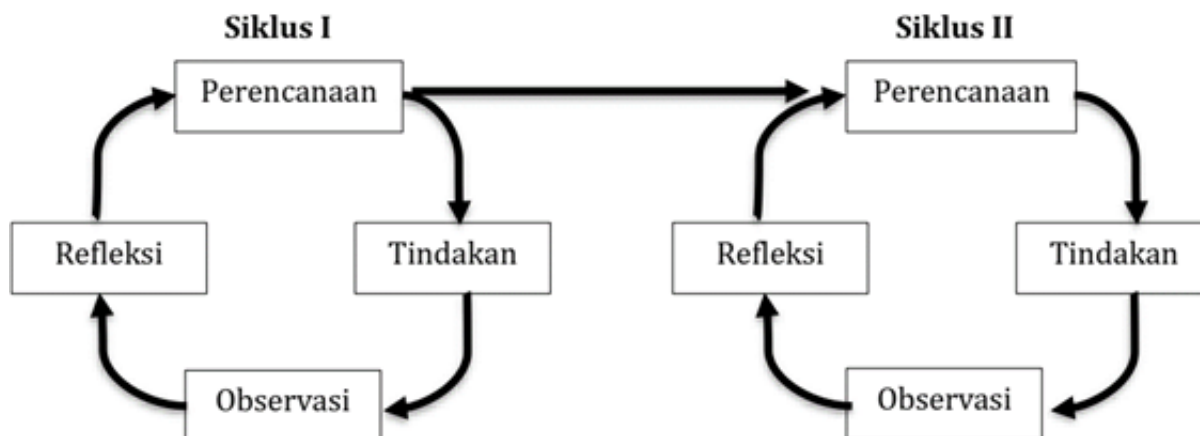 Siklus I
Perencanaan
Refleksi
Tindakan
Observasi
Siklus II
Perencanaan
Refleksi
Tindakan
Observasi